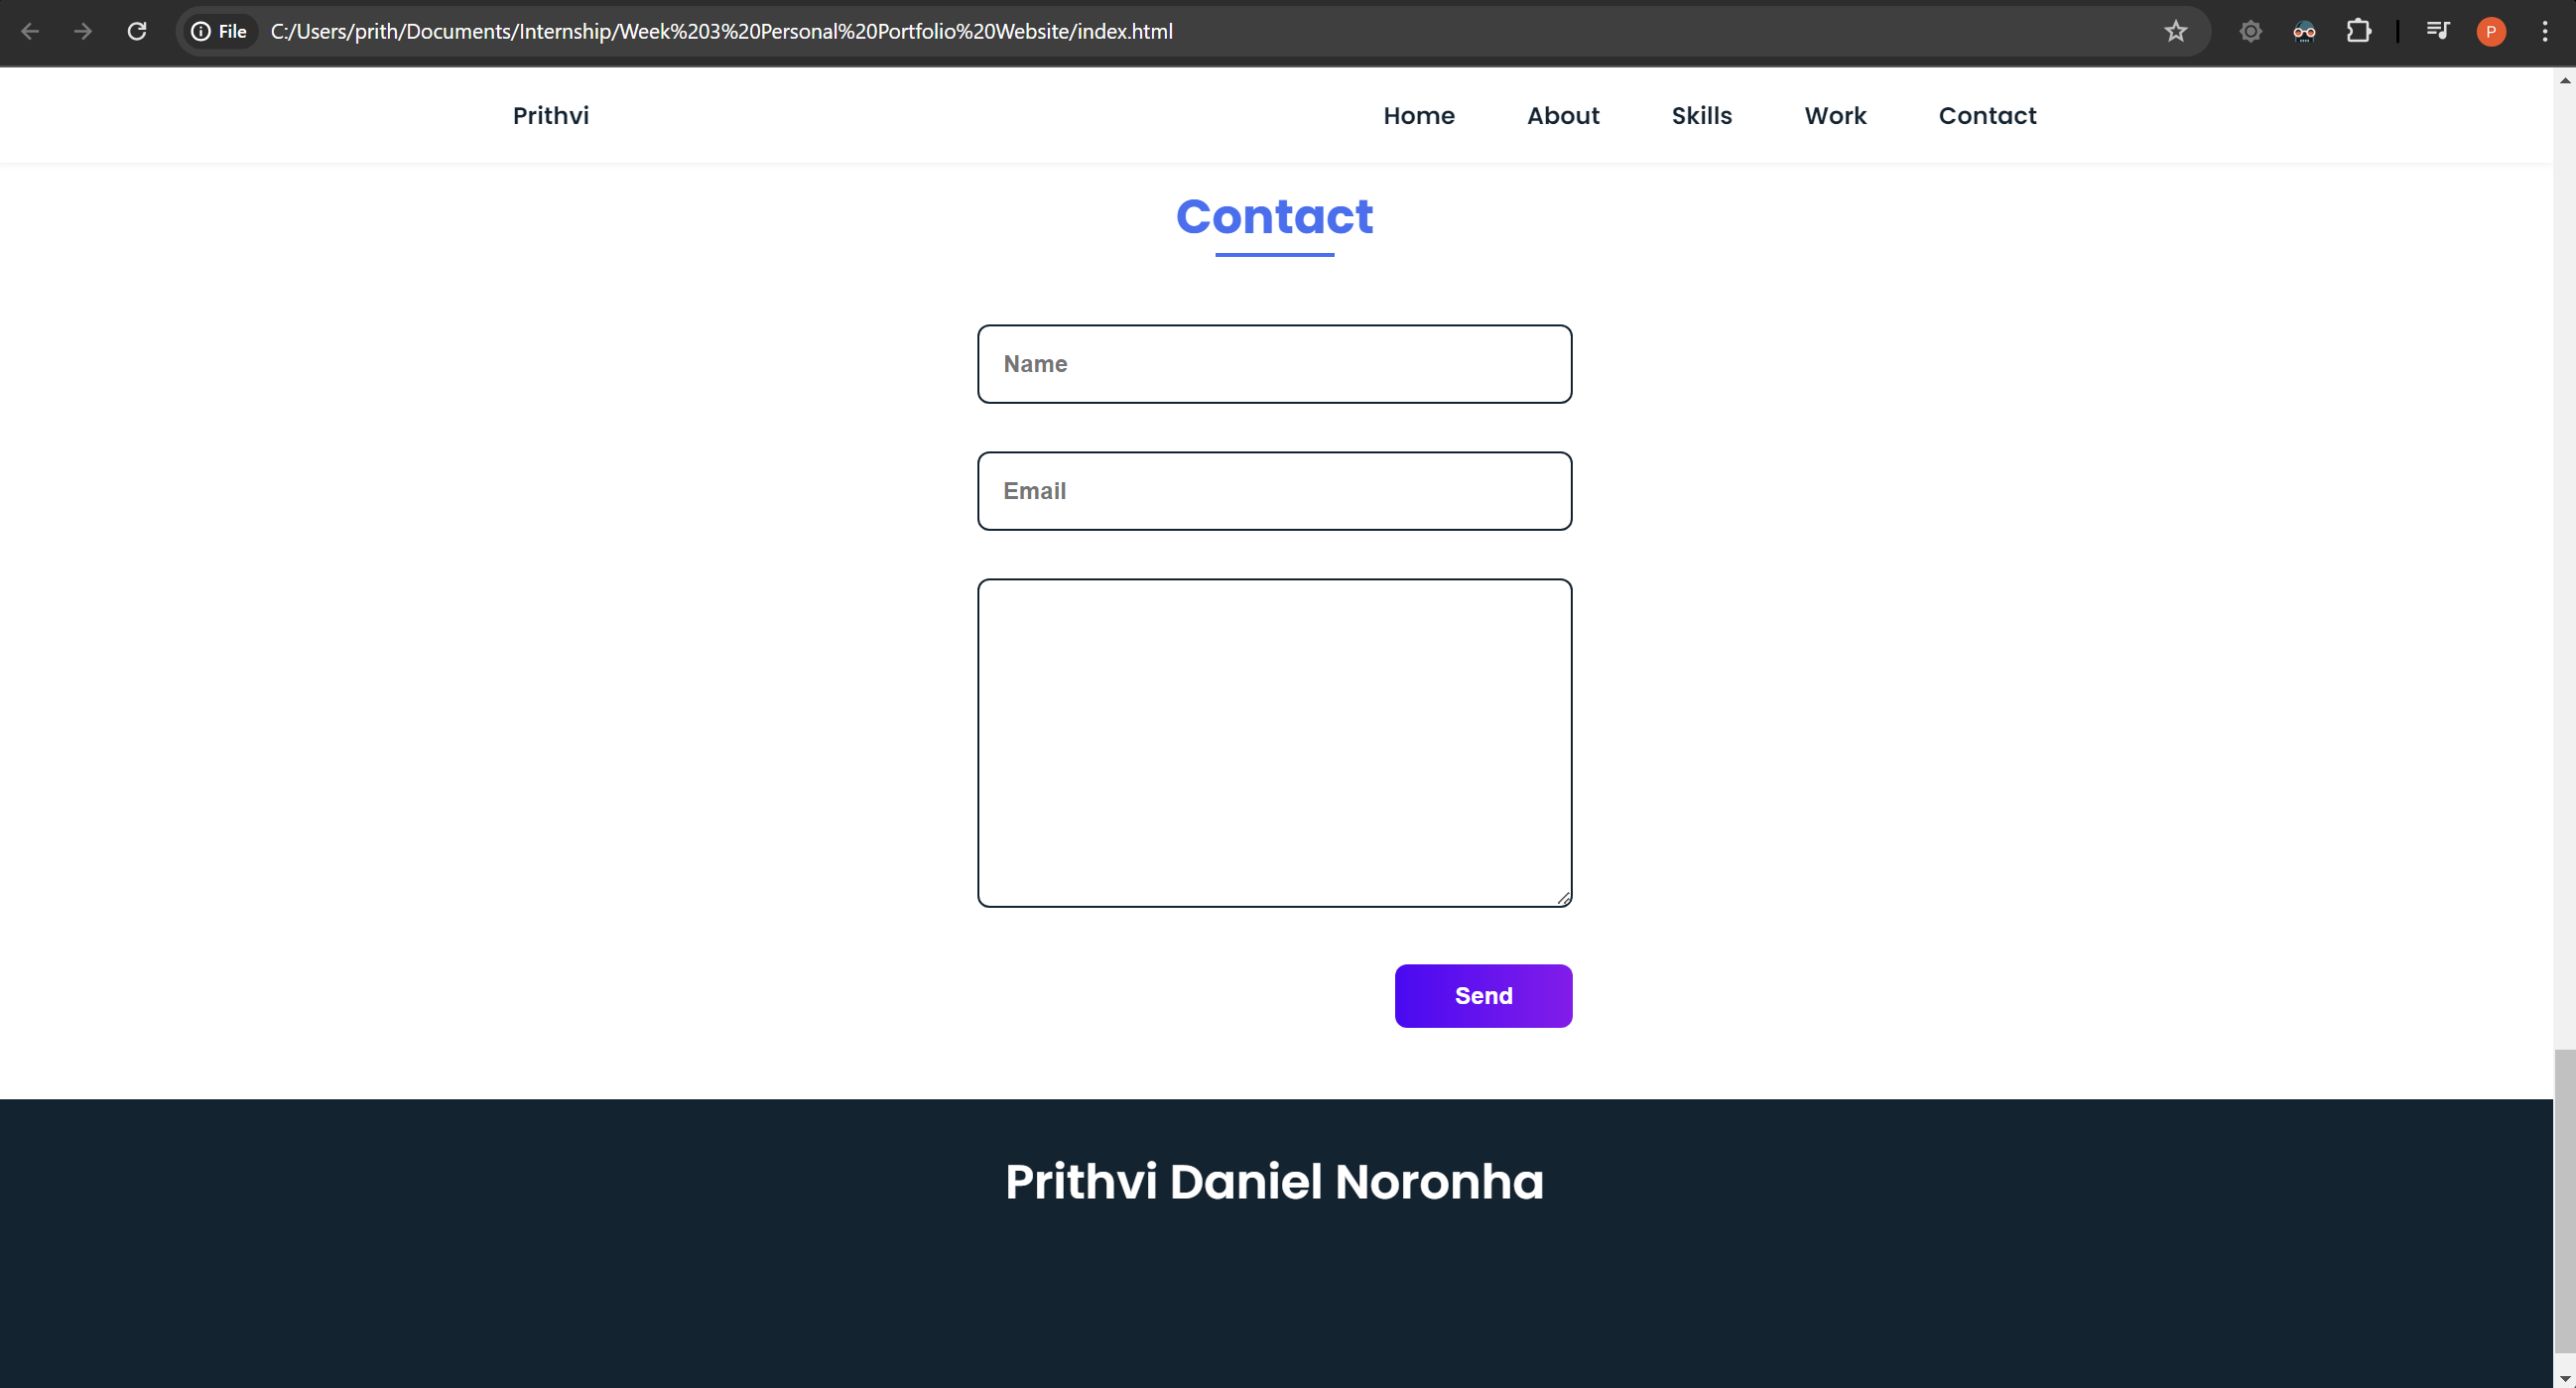 File C:/Users/prith/Documents/Internship/Week%203%20Personal%20Portfolio%20Website/index.html P
Prithvi Home About Skills Work Contact
Contact
Name
Email
Send
Prithvi Daniel Noronha